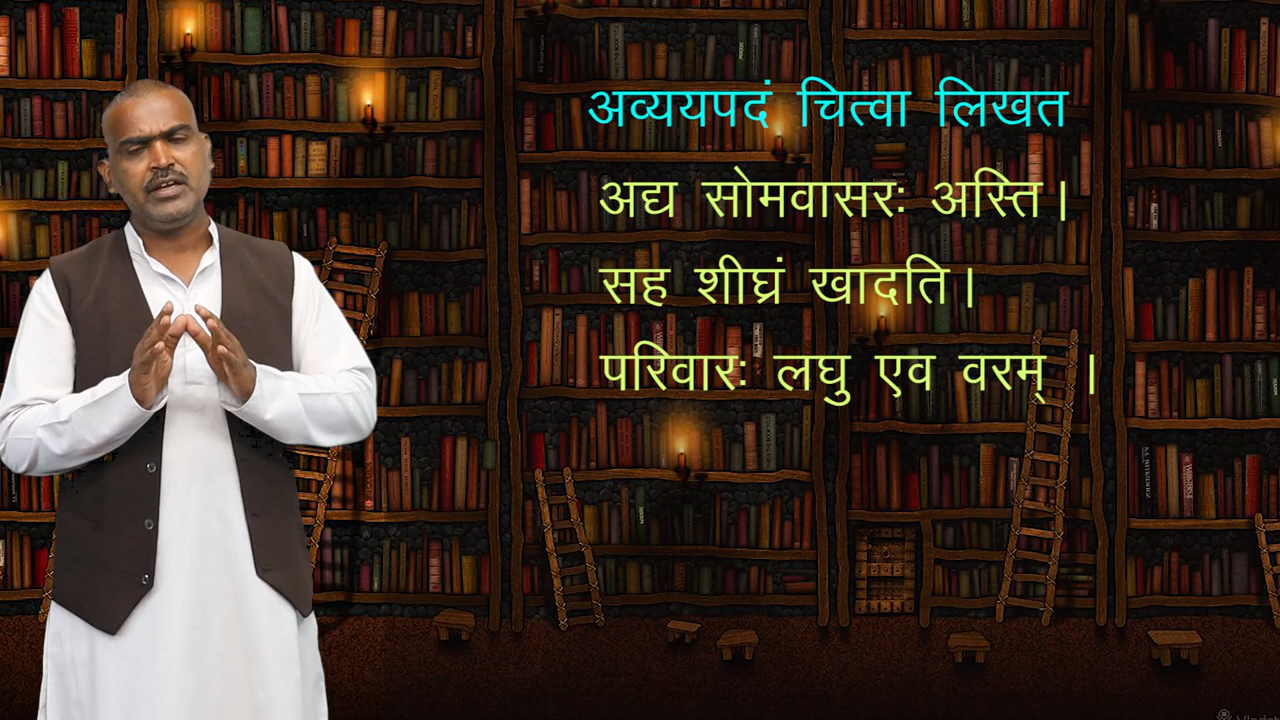 अव्ययपदं चित्वा लिखत
अद्य सोमवासरः अस्ति।
सह शीघ्रं खादति।
परिवारः लघु एव वरम् ।